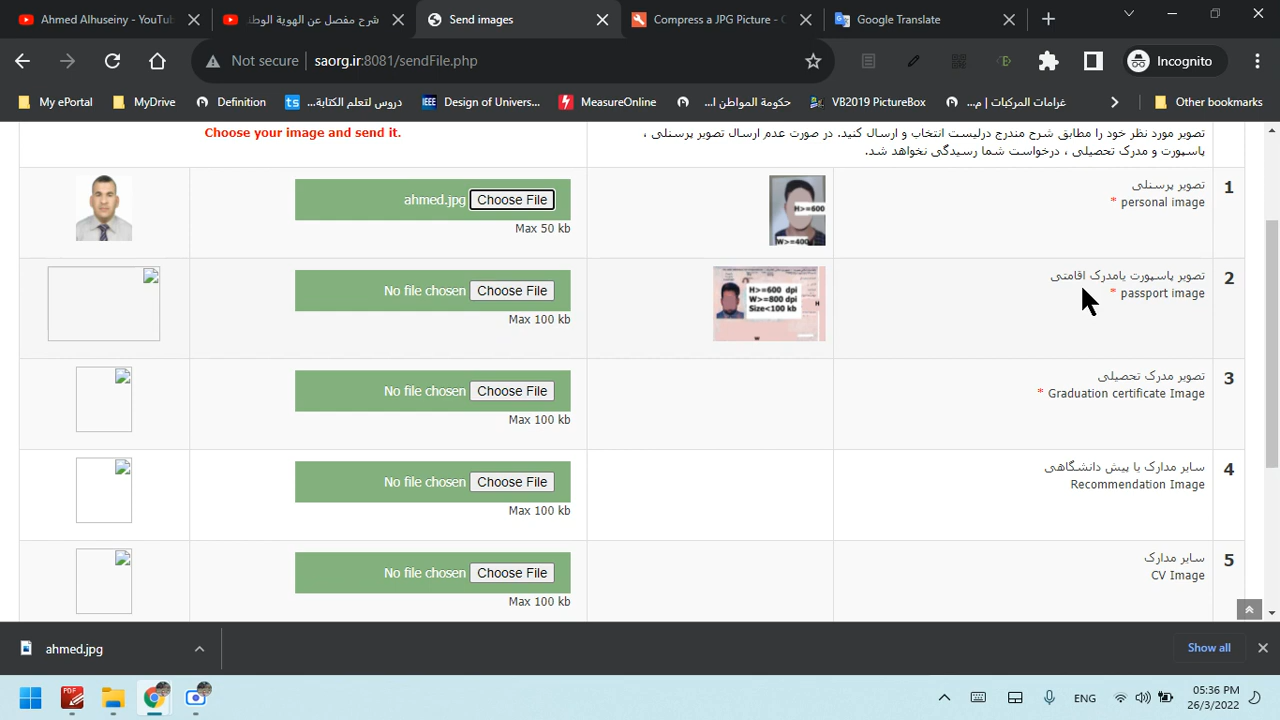 Ahmed Alhuseiny - YouTu
شرح مفصل عن الهوية الوطن
Send images
Compress a JPG Picture - C
Google Translate
Not secure
saorg.ir:8081/sendFile.php
Incognito
My ePortal
MyDrive
Definition
دروس لتعلم الكتابة...
Design of Univers...
MeasureOnline
حكومة المواطن ا...
VB2019 PictureBox
غرامات المركبات | م...
Other bookmarks
Choose your image and send it.
تصویر مورد نظر خود را مطابق شرح مندرج درلیست انتخاب و ارسال کنید. در صورت عدم ارسال تصویر پرسنلی ،
پاسپورت و مدرک تحصیلی ، درخواست شما رسیدگی نخواهد شد.
1
تصویر پرسنلی
personal image *
H>=600
W>=400
ahmed.jpg Choose File
Max 50 kb
2
تصویر پاسپورت یامدرک اقامتی
passport image *
H>=600 dpi
W>=800 dpi
Size<100 kb
H
W
No file chosen Choose File
Max 100 kb
3
تصویر مدرک تحصیلی
Graduation certificate Image *
No file chosen Choose File
Max 100 kb
4
سایر مدارک یا پیش دانشگاهی
Recommendation Image
No file chosen Choose File
Max 100 kb
5
سایر مدارک
CV Image
No file chosen Choose File
Max 100 kb
ahmed.jpg
Show all
PDF
ENG
05:36 PM
26/3/2022